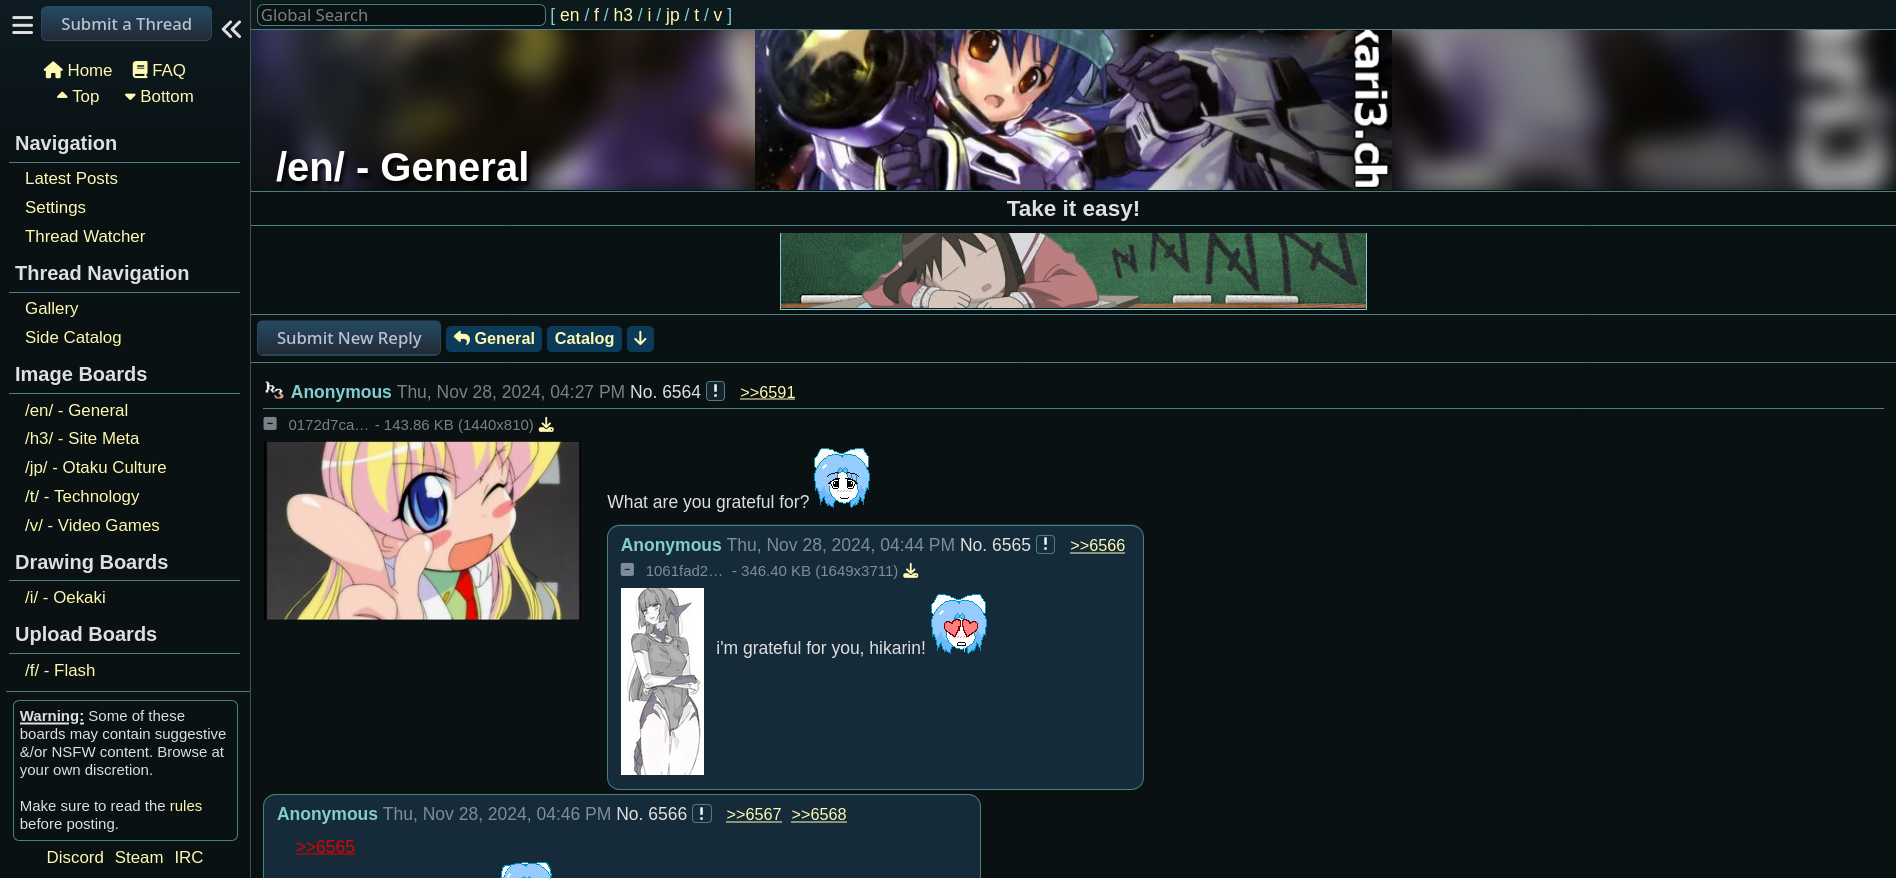 Submit a Thread
Home FAQ
Top Bottom
Navigation
Latest Posts
Settings
Thread Watcher
Thread Navigation
Gallery
Side Catalog
Image Boards
/en/ - General
/h3/ - Site Meta
/jp/ - Otaku Culture
/t/ - Technology
/v/ - Video Games
Drawing Boards
/i/ - Oekaki
Upload Boards
/f/ - Flash
Warning: Some of these
boards may contain suggestive
&/or NSFW content. Browse at
your own discretion.
Make sure to read the rules
before posting.
Discord Steam IRC
Global Search [ en / f / h3 / i / jp / t / v ]
kari3.ch
/en/ - General
Take it easy!
Submit New Reply General Catalog
h3 Anonymous Thu, Nov 28, 2024, 04:27 PM No. 6564 ! >>6591
0172d7ca… - 143.86 KB (1440x810)
What are you grateful for?
Anonymous Thu, Nov 28, 2024, 04:44 PM No. 6565 ! >>6566
1061fad2… - 346.40 KB (1649x3711)
i'm grateful for you, hikarin!
Anonymous Thu, Nov 28, 2024, 04:46 PM No. 6566 ! >>6567 >>6568
>>6565